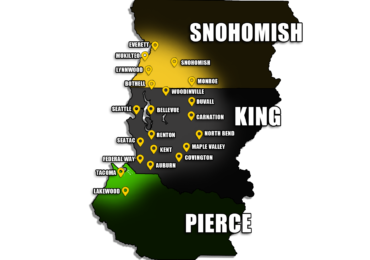 SNOHOMISH
EVERETT
MUKILTEO
SNOHOMISH
LYNNWOOD
MONROE
BOTHELL
WOODINVILLE
DUVALL
SEATTLE
BELLEVUE
CARNATION
KING
RENTON
NORTH BEND
SEATAC
KENT
MAPLE VALLEY
FEDERAL WAY
COVINGTON
AUBURN
TACOMA
LAKEWOOD
PIERCE